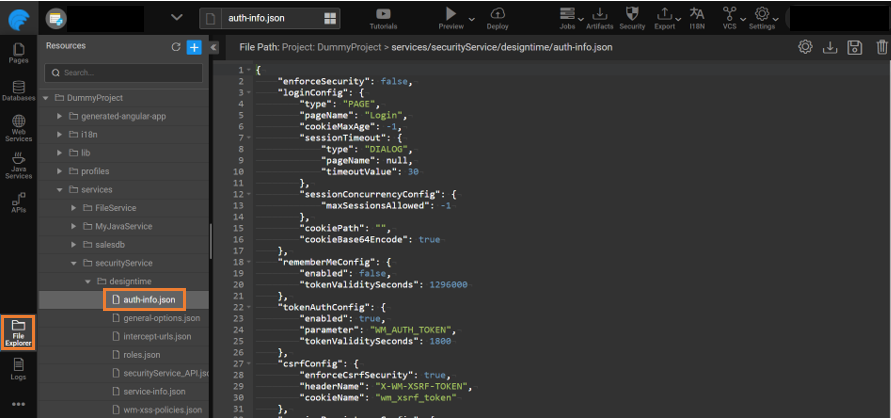 auth-info.json
Tutorials
Preview
Deploy
Jobs
Artifacts
Security
Export
I18N
VCS
Settings
Pages
Databases
Web
Services
Java
Services
APIs
File
Explorer
Logs
Resources
Search...
DummyProject
generated-angular-app
i18n
lib
profiles
services
FileService
MyJavaService
salesdb
securityService
designtime
auth-info.json
general-options.json
intercept-urls.json
roles.json
securityService_API.jso
service-info.json
wm-xss-policies.json
File Path: Project: DummyProject > services/securityService/designtime/auth-info.json
1 {
2 "enforceSecurity": false,
3 "loginConfig": {
4 "type": "PAGE",
5 "pageName": "Login",
6 "cookieMaxAge": -1,
7 "sessionTimeout": {
8 "type": "DIALOG",
9 "pageName": null,
10 "timeoutValue": 30
11 },
12 "sessionConcurrencyConfig": {
13 "maxSessionsAllowed": -1
14 },
15 "cookiePath": "",
16 "cookieBase64Encode": true
17 },
18 "rememberMeConfig": {
19 "enabled": false,
20 "tokenValiditySeconds": 1296000
21 },
22 "tokenAuthConfig": {
23 "enabled": true,
24 "parameter": "WM_AUTH_TOKEN",
25 "tokenValiditySeconds": 1800
26 },
27 "csrfConfig": {
28 "enforceCsrfSecurity": true,
29 "headerName": "X-WM-XSRF-TOKEN",
30 "cookieName": "wm_xsrf_token"
31 },